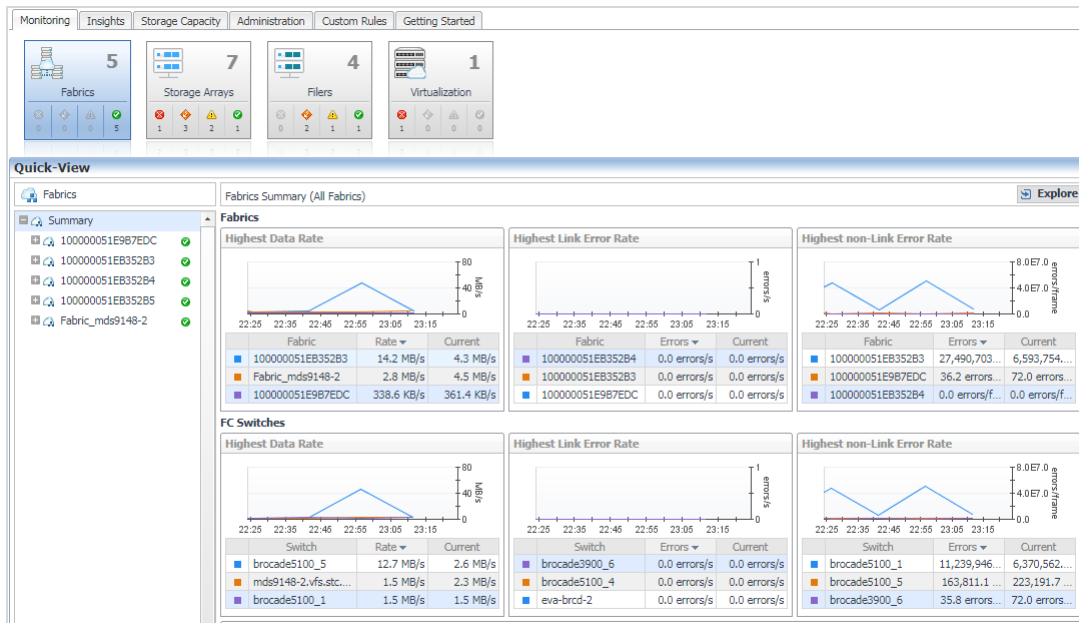 Monitoring Insights Storage Capacity Administration Custom Rules Getting Started
5 7 4 1
Fabrics Storage Arrays Filers Virtualization
0 0 0 5 1 3 2 1 0 2 1 1 1 0 0 0
Quick-View
Fabrics
Fabrics Summary (All Fabrics) Explore
Summary
100000051E9B7EDC
100000051EB352B3
100000051EB352B4
100000051EB352B5
Fabric_mds9148-2
Fabrics
Highest Data Rate Highest Link Error Rate Highest non-Link Error Rate
80 1 8.0E7.0
40 MB/s errors/s 4.0E7.0 errors/frame
0 0 0.0
22:25 22:35 22:45 22:55 23:05 23:15 22:25 22:35 22:45 22:55 23:05 23:15 22:25 22:35 22:45 22:55 23:05 23:15
Fabric Rate Current Fabric Errors Current Fabric Errors Current
100000051EB352B3 14.2 MB/s 4.3 MB/s 100000051EB352B4 0.0 errors/s 0.0 errors/s 100000051EB352B3 27,490,703... 6,593,754....
Fabric_mds9148-2 2.8 MB/s 4.5 MB/s 100000051EB352B3 0.0 errors/s 0.0 errors/s 100000051E9B7EDC 36.2 errors... 72.0 errors...
100000051E9B7EDC 338.6 KB/s 361.4 KB/s 100000051E9B7EDC 0.0 errors/s 0.0 errors/s 100000051EB352B4 0.0 errors/f... 0.0 errors/f...
FC Switches
Highest Data Rate Highest Link Error Rate Highest non-Link Error Rate
80 1 8.0E7.0
40 MB/s errors/s 4.0E7.0 errors/frame
0 0 0.0
22:25 22:35 22:45 22:55 23:05 23:15 22:25 22:35 22:45 22:55 23:05 23:15 22:25 22:35 22:45 22:55 23:05 23:15
Switch Rate Current Switch Errors Current Switch Errors Current
brocade5100_5 12.7 MB/s 2.6 MB/s brocade3900_6 0.0 errors/s 0.0 errors/s brocade5100_1 11,239,946... 6,370,562....
mds9148-2.vfs.stc.... 1.5 MB/s 2.3 MB/s brocade5100_4 0.0 errors/s 0.0 errors/s brocade5100_5 163,811.1 ... 223,191.7 ...
brocade5100_1 1.5 MB/s 1.5 MB/s eva-brcd-2 0.0 errors/s 0.0 errors/s brocade3900_6 35.8 errors... 72.0 errors...